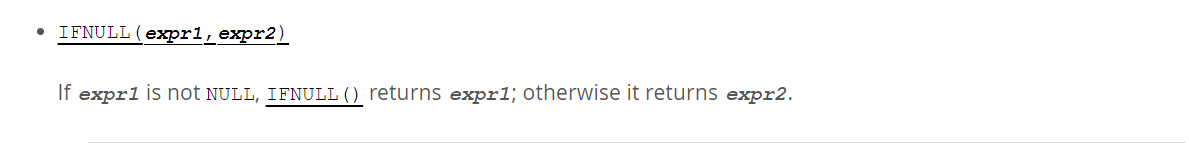 • IFNULL(expr1,expr2)
If expr1 is not NULL, IFNULL() returns expr1; otherwise it returns expr2.